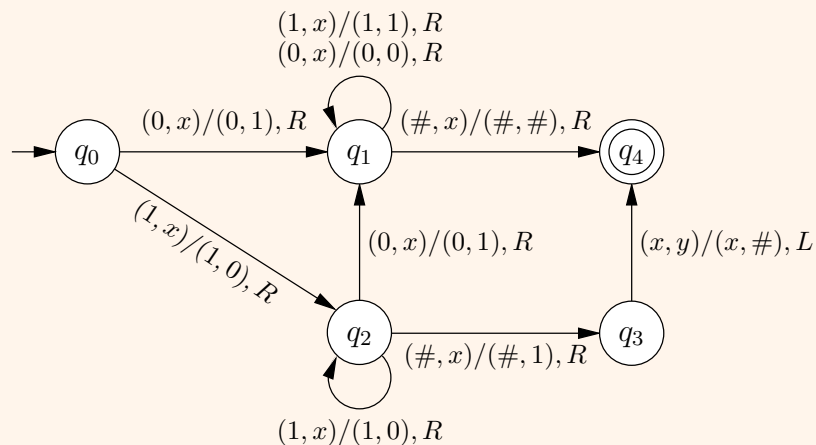 (1, x)/(1, 1), R
(0, x)/(0, 0), R
(0, x)/(0, 1), R
(#, x)/(#, #), R
q0
q1
q4
(1, x)/(1, 0), R
(0, x)/(0, 1), R
(x, y)/(x, #), L
q2
(#, x)/(#, 1), R
q3
(1, x)/(1, 0), R